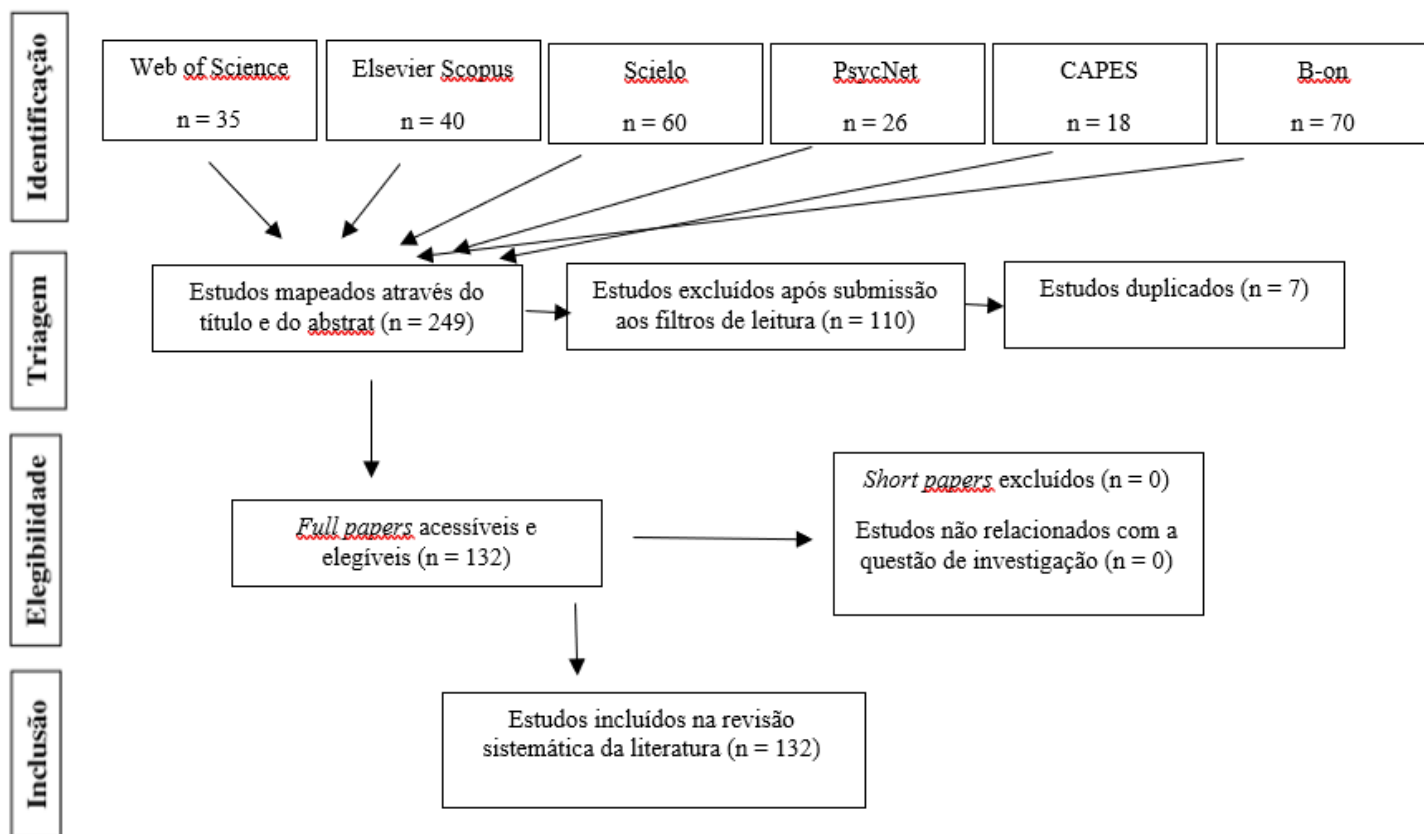 Identificação
Web of Science
n = 35
Elsevier Scopus
n = 40
Scielo
n = 60
PsycNet
n = 26
CAPES
n = 18
B-on
n = 70
Triagem
Estudos mapeados através do
título e do abstrat (n = 249)
Estudos excluídos após submissão
aos filtros de leitura (n = 110)
Estudos duplicados (n = 7)
Elegibilidade
Full papers acessíveis e
elegíveis (n = 132)
Short papers excluídos (n = 0)
Estudos não relacionados com a
questão de investigação (n = 0)
Inclusão
Estudos incluídos na revisão
sistemática da literatura (n = 132)